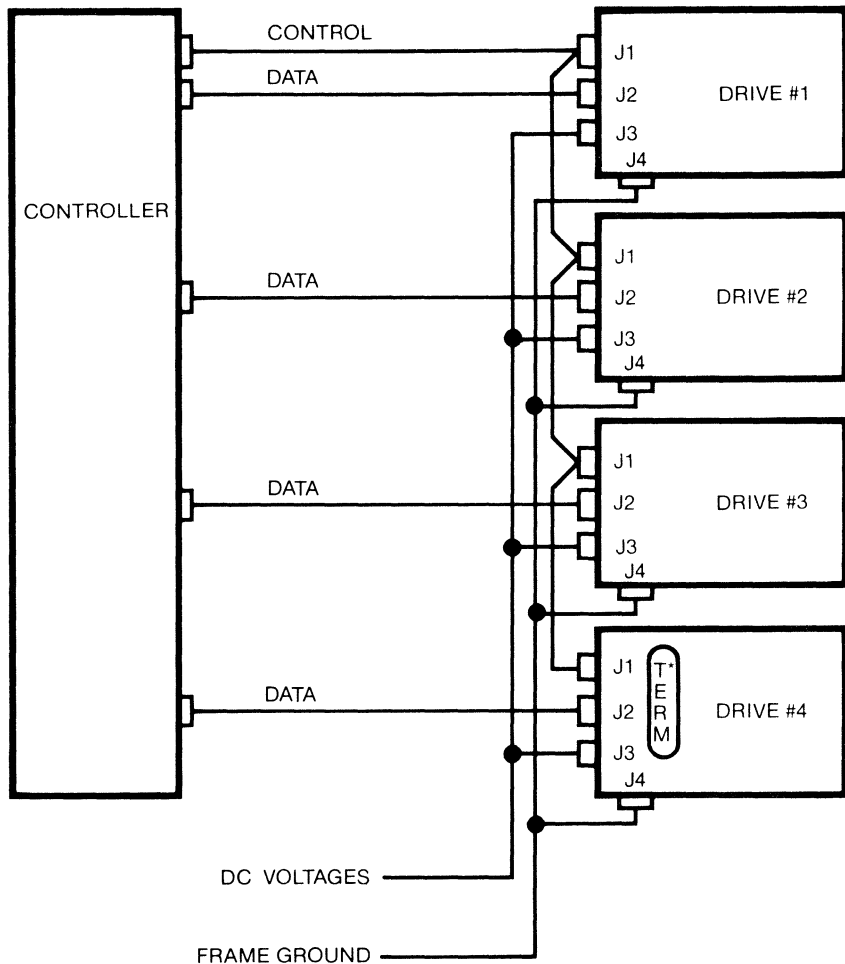 CONTROL
J1
DATA
J2
DRIVE #1
J3
J4
CONTROLLER
J1
DATA
J2
DRIVE #2
J3
J4
J1
DATA
J2
DRIVE #3
J3
J4
J1
TERM*
DATA
J2
DRIVE #4
J3
J4
DC VOLTAGES
FRAME GROUND